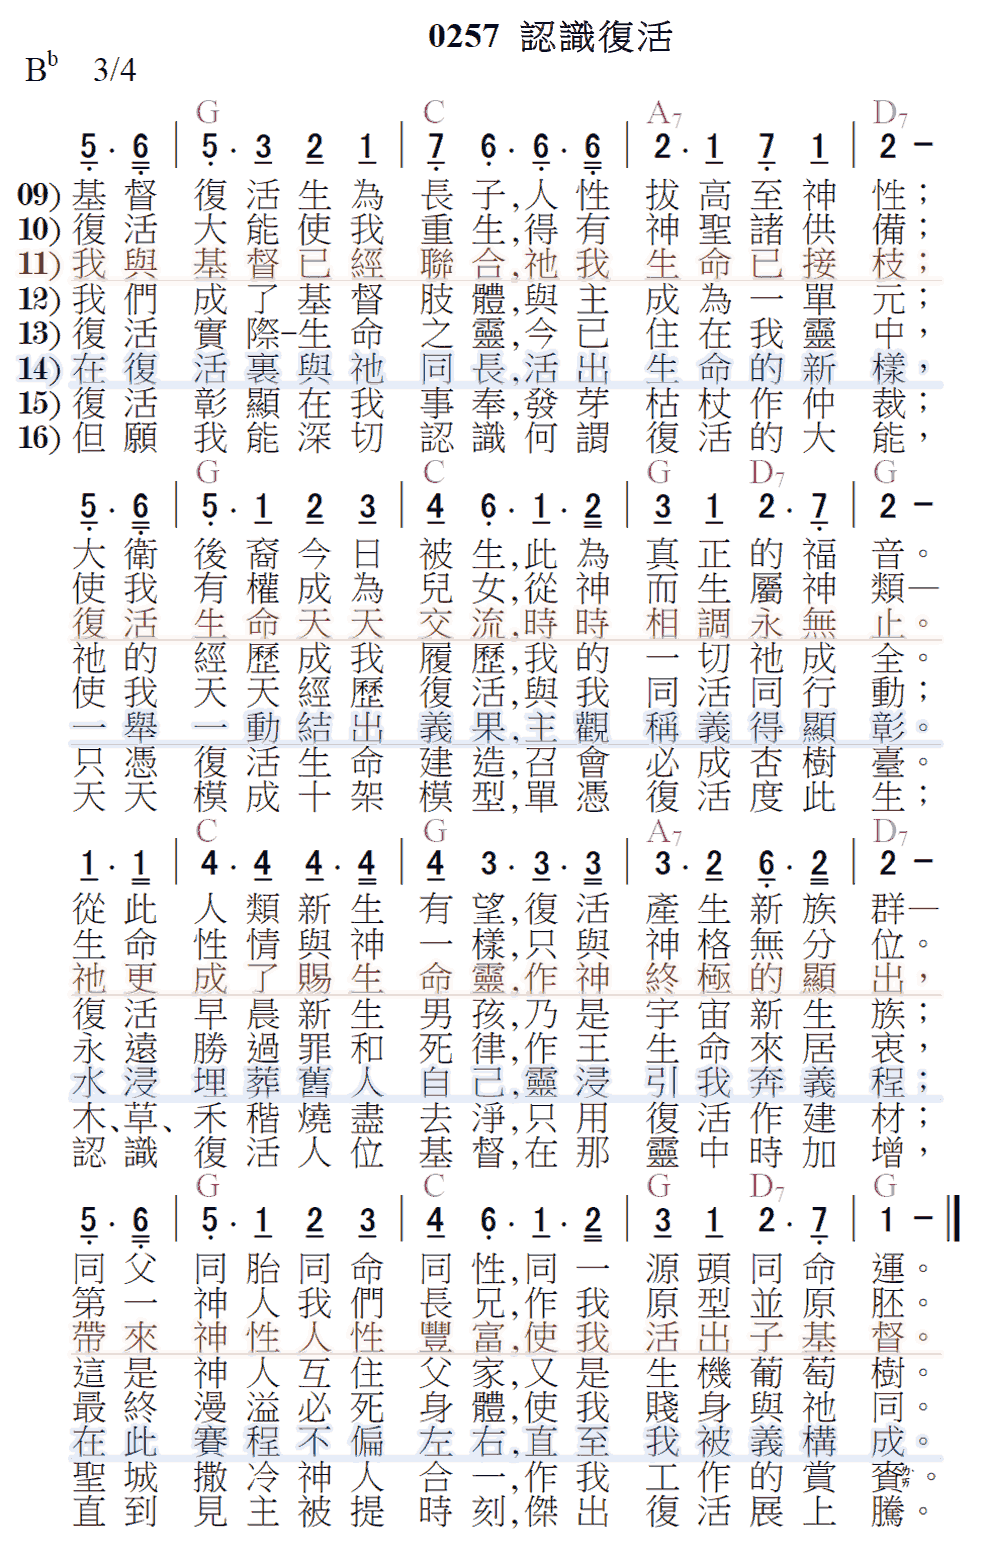 0257 認識復活
B♭ 3/4
G C A7 D7
5 . 6 | 5 . 3 2 1 | 7 6 . 6 . 6 | 2 . 1 7 1 | 2 –
09) 基督復活生為長子,人性拔高至神性；
10) 復活大能使我重生,得有神聖諸供備；
11) 我與基督已經聯合,祂我生命已接枝；
12) 我們成了基督肢體,與主成為一單元；
13) 復活實際–生命之靈,今已住在我靈中，
14) 在復活裏與祂同長,活出生命的新樣，
15) 復活彰顯在我事奉,發芽枯杖作仲裁；
16) 但願我能深切認識何謂復活的大能，
G C G D7 G
5 . 6 | 5 . 1 2 3 | 4 6 . 1 . 2 | 3 1 2 . 7 | 2 –
大衛後裔今日被生,此為真正的福音。
使我有權成為兒女,從神而生屬神類—
復活生命天天交流,時時相調永無止。
祂的經歷成我履歷,我的一切祂成全。
使我天天經歷復活,與我同活同行動；
一舉一動結出義果,主觀稱義得顯彰。
只憑復活生命建造,召會必成杏樹臺。
天天模成十架模型,單憑復活度此生；
C G A7 D7
1 . 1 | 4 . 4 4 . 4 | 4 3 . 3 . 3 | 3 . 2 6 . 2 | 2 –
從此人類新生有望,復活產生新族群—
生命性情與神一樣,只與神格無分位。
祂更成了賜生命靈,作神終極的顯出，
復活早晨新生男孩,乃是宇宙新生族；
永遠勝過罪和死律,作王生命來居衷，
水浸埋葬舊人自己,靈浸引我奔義程；
木、草、禾稭燒盡去淨,只用復活作建材；
認識復活人位基督,在那靈中時加增，
G C G D7 G
5 . 6 | 5 . 1 2 3 | 4 6 . 1 . 2 | 3 1 2 . 7 | 1 –
同父同胎同命同性,同一源頭同命運。
第一神人我們長兄,作我原型並原胚。
帶來神性人性豐富,使我活出子基督。
這是神人互住父家,又是生機葡萄樹。
最終漫溢必死身體,使我賤身與祂同。
在此賽程不偏左右,直至我被義構成。
聖城撒冷神人合一,作我工作的賞賚ㄌㄞˋ。
直到見主被提時刻,傑出復活展上騰。